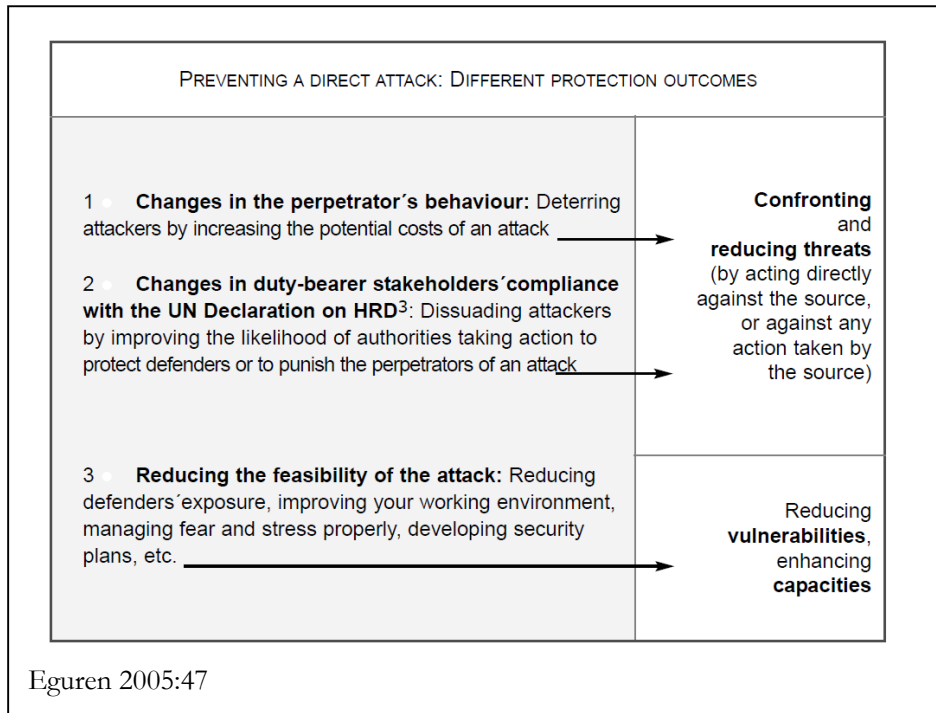 PREVENTING A DIRECT ATTACK: DIFFERENT PROTECTION OUTCOMES
1 Changes in the perpetrator´s behaviour: Deterring
attackers by increasing the potential costs of an attack
2 Changes in duty-bearer stakeholders´compliance
with the UN Declaration on HRD3: Dissuading attackers
by improving the likelihood of authorities taking action to
protect defenders or to punish the perpetrators of an attack
Confronting
and
reducing threats
(by acting directly
against the source,
or against any
action taken by
the source)
3 Reducing the feasibility of the attack: Reducing
defenders´exposure, improving your working environment,
managing fear and stress properly, developing security
plans, etc.
Reducing
vulnerabilities,
enhancing
capacities
Eguren 2005:47